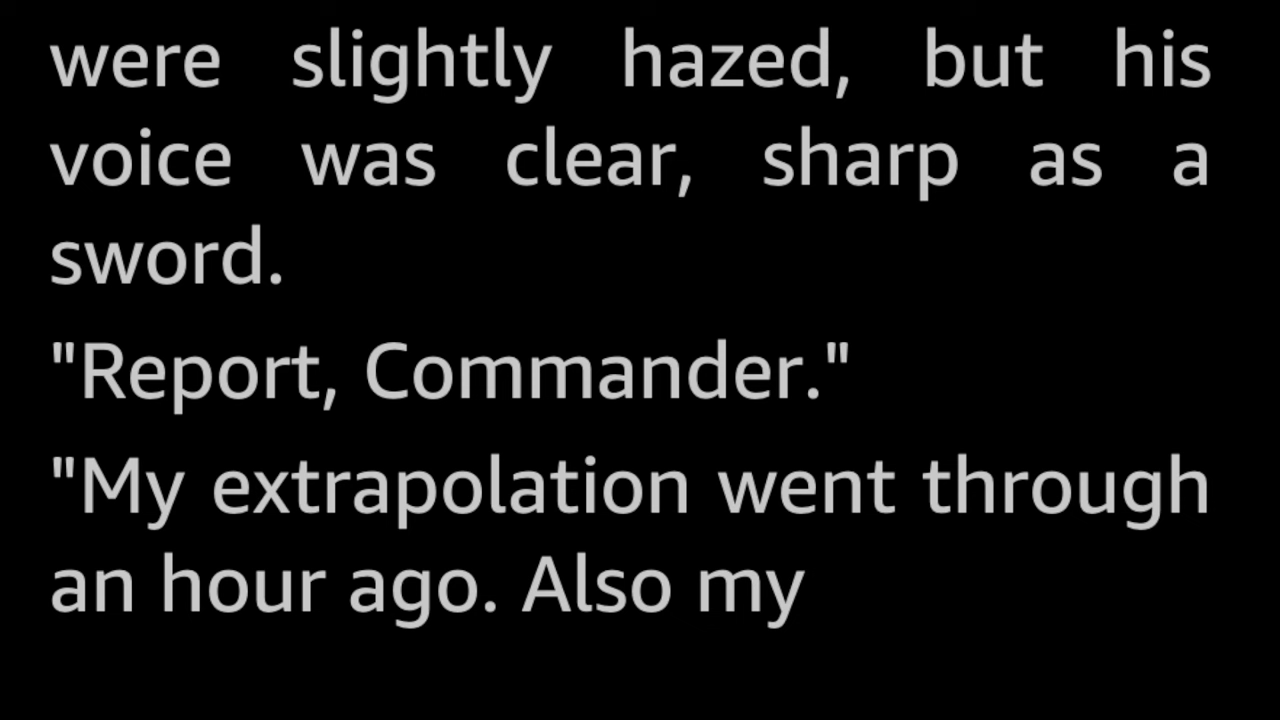 were slightly hazed, but his
voice was clear, sharp as a
sword.
"Report, Commander."
"My extrapolation went through
an hour ago. Also my